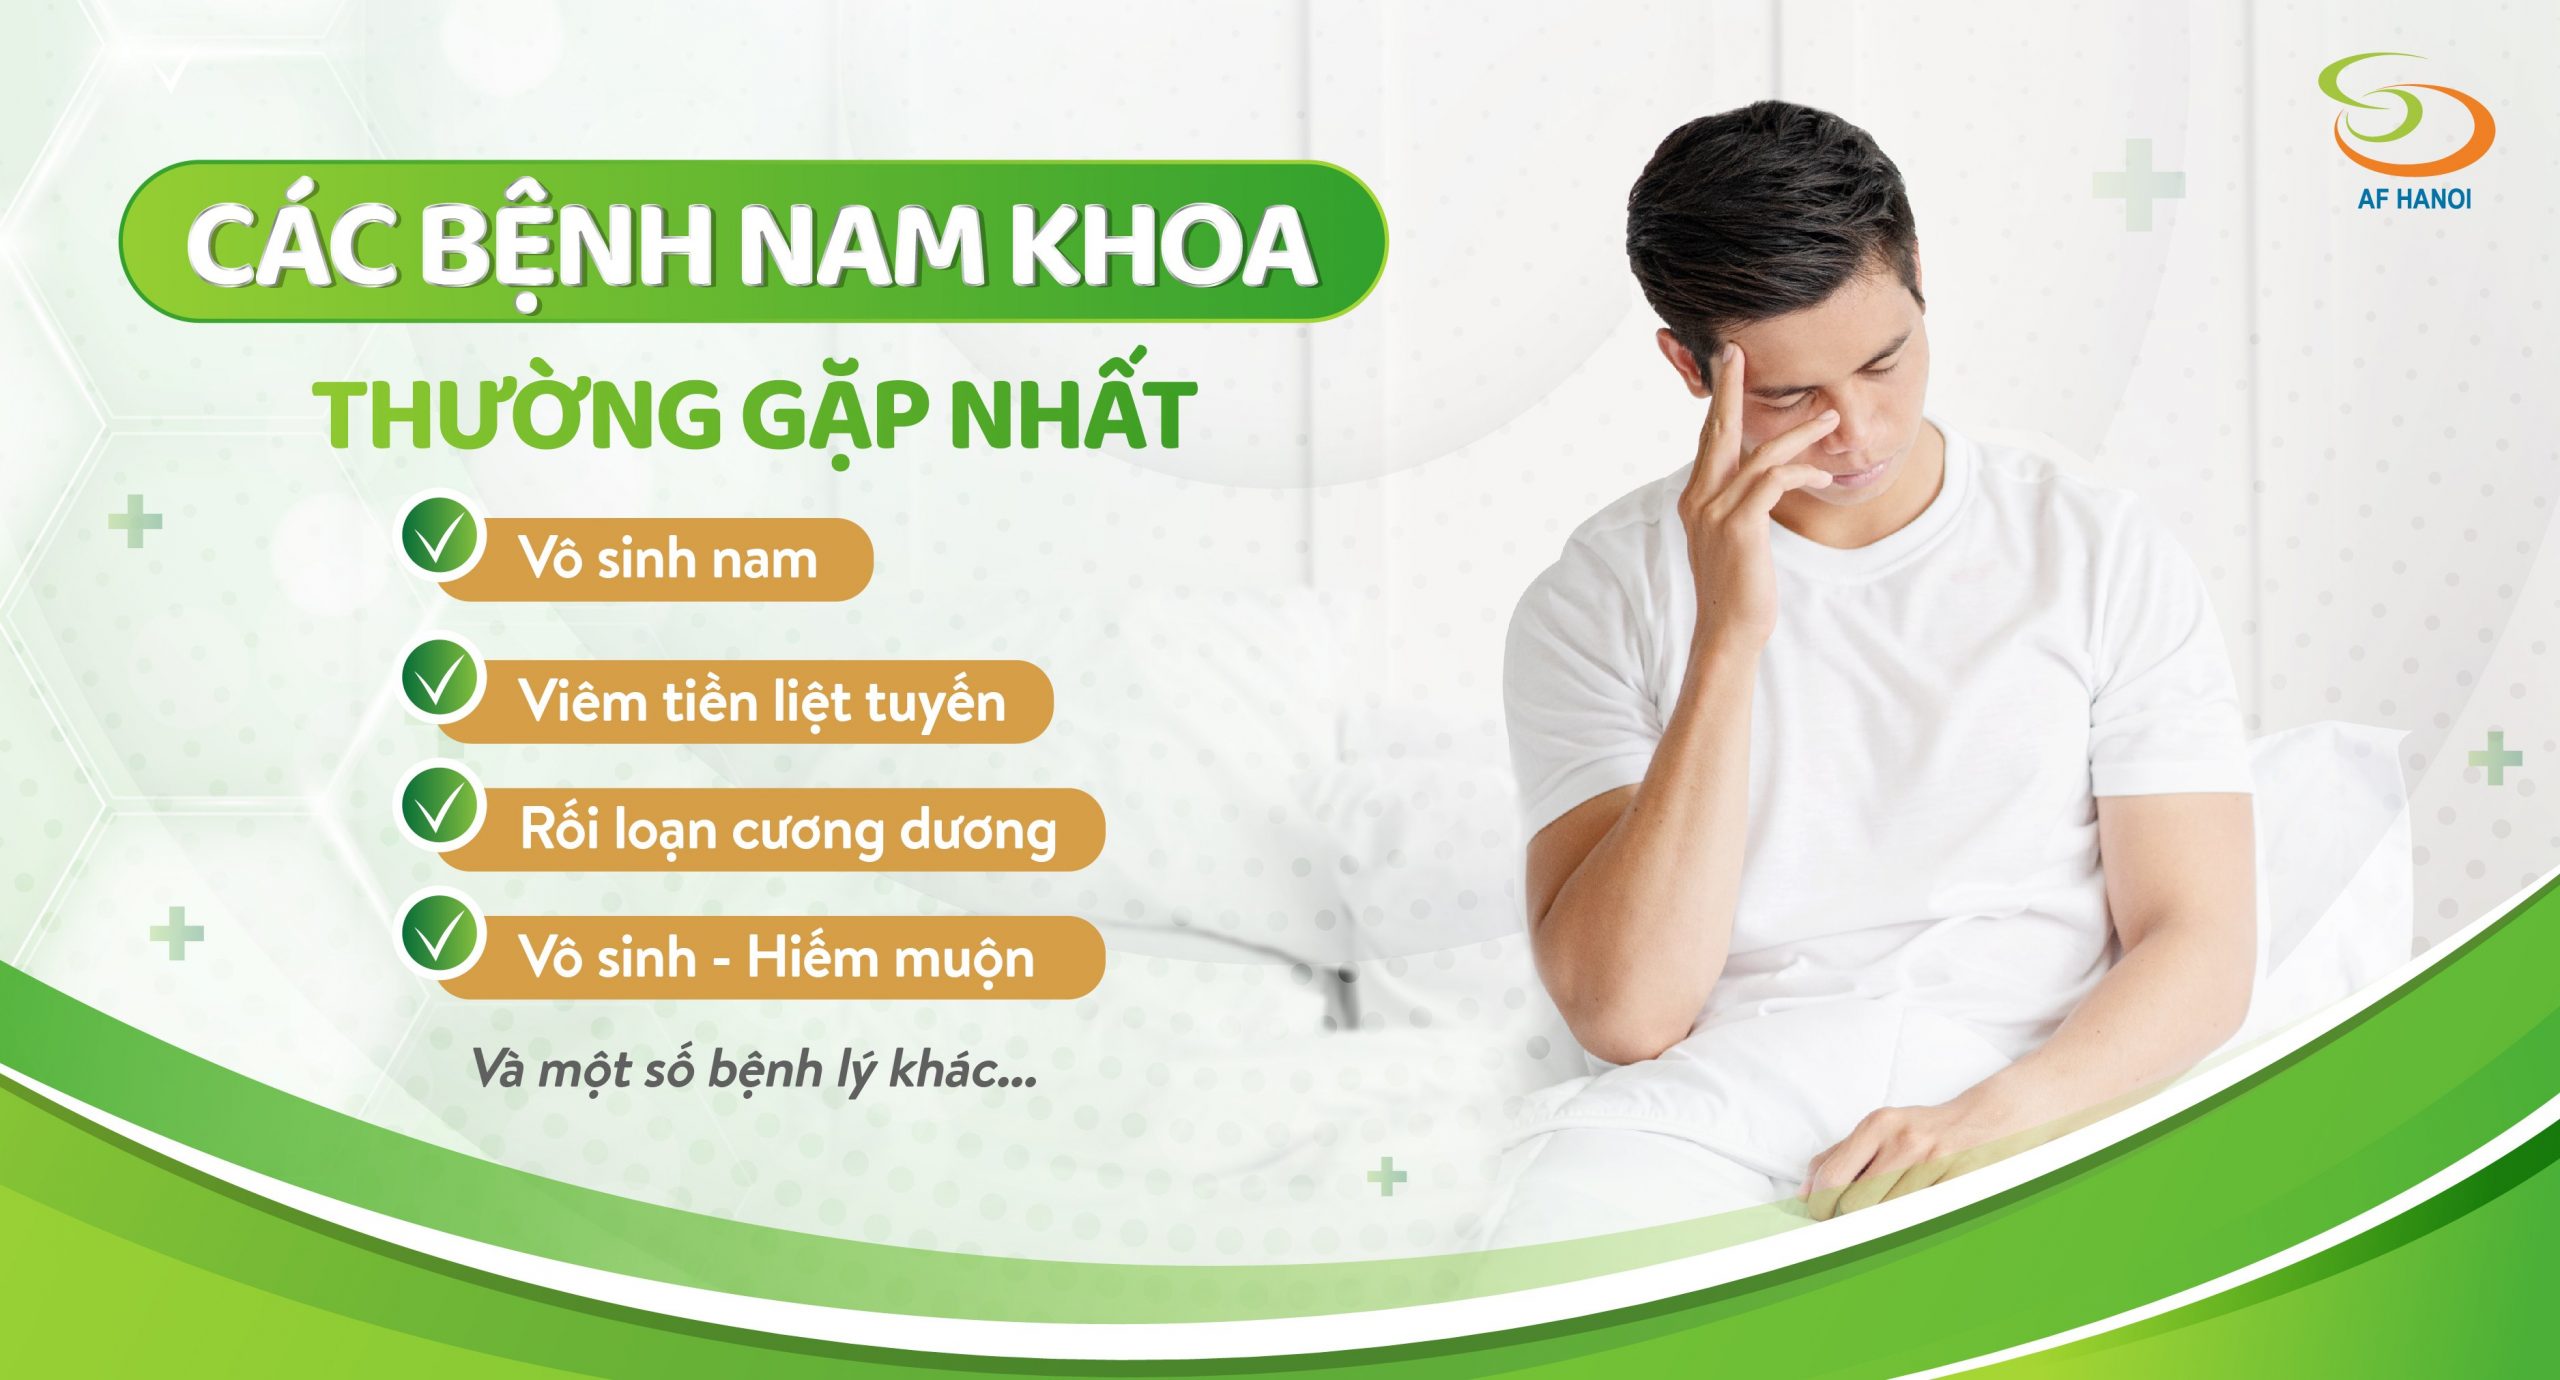 AF HANOI
CÁC BỆNH NAM KHOA
THƯỜNG GẶP NHẤT
Vô sinh nam
Viêm tiền liệt tuyến
Rối loạn cương dương
Vô sinh - Hiếm muộn
Và một số bệnh lý khác...